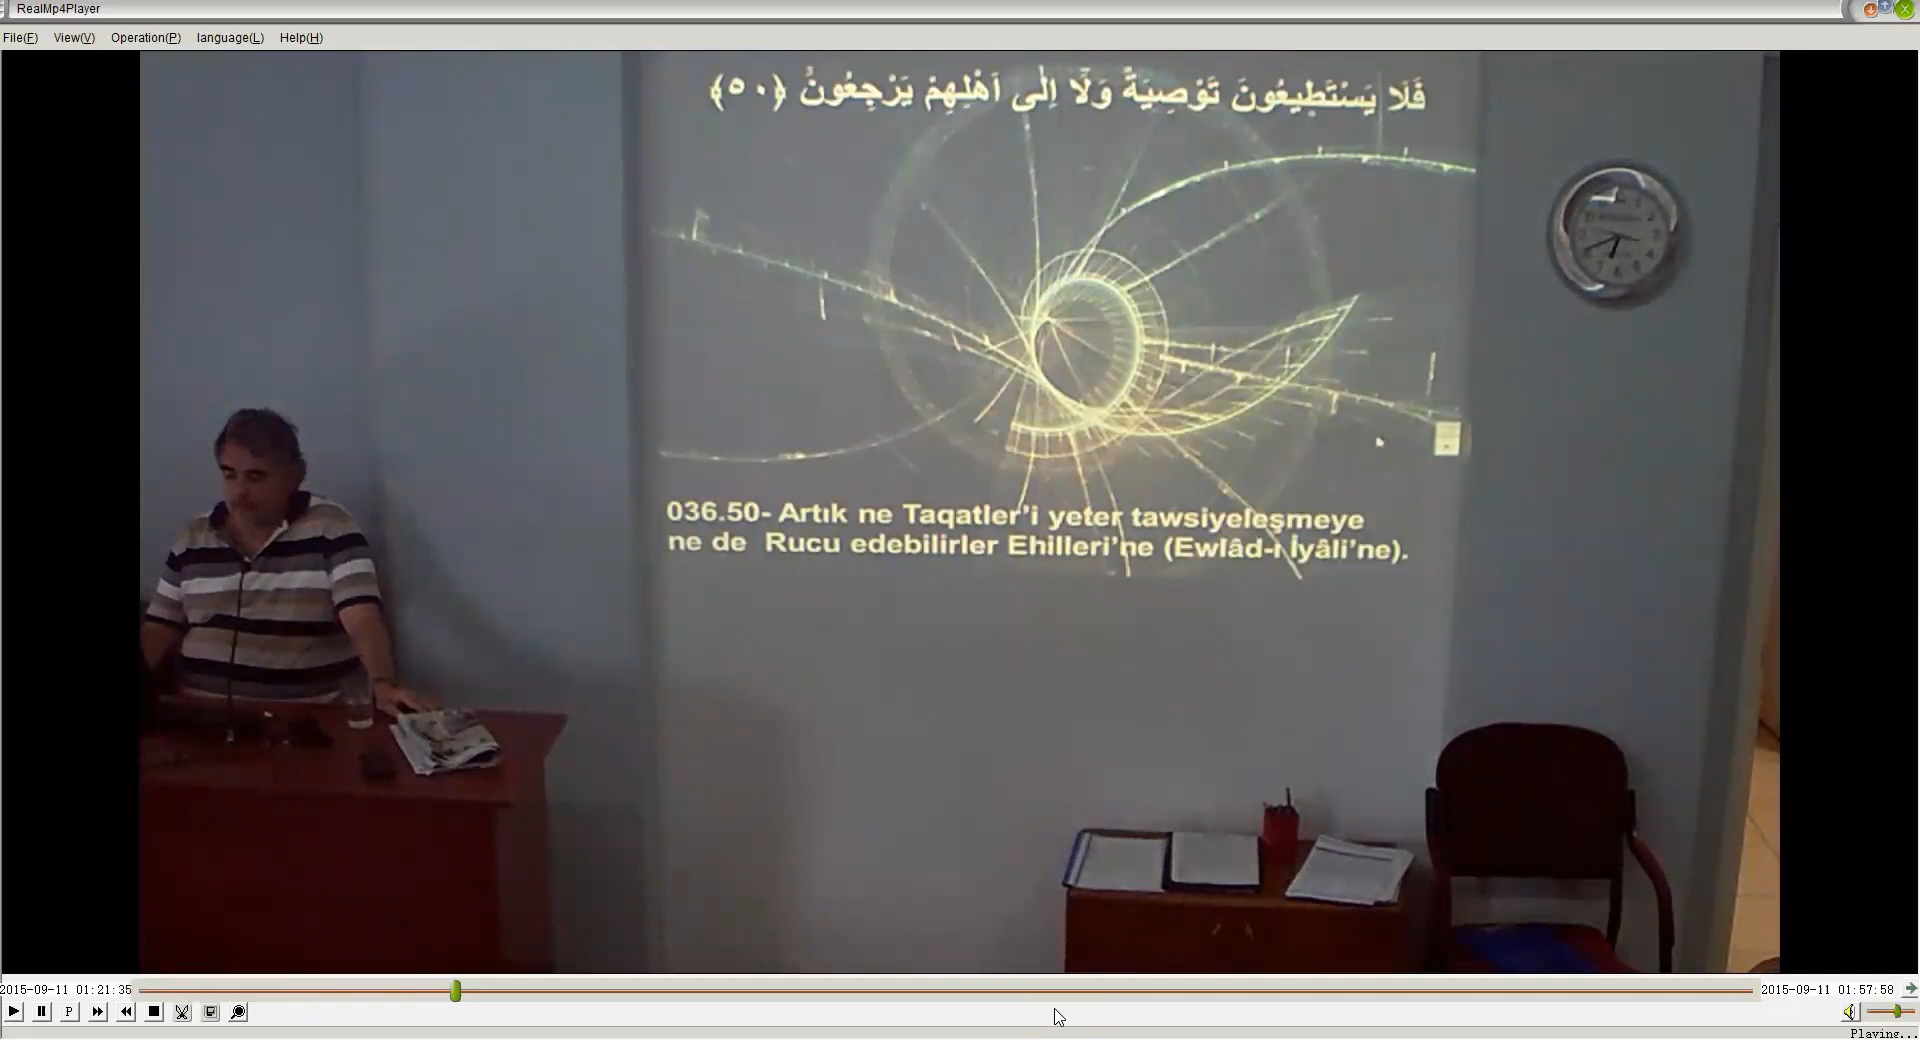 RealMp4Player
File(F) View(V) Operation(P) language(L) Help(H)
فَلَا يَسْتَطِيعُونَ تَوْصِيَةً وَلَٓا اِلٰٓى اَهْلِهِمْ يَرْجِعُونَ ﴿٥٠﴾
036.50- Artık ne Taqatler'i yeter tawsiyeleşmeye
ne de Rucu edebilirler Ehilleri'ne (Ewlâd-ı İyâli'ne).
2015-09-11 01:21:35
2015-09-11 01:57:58
P
Playing...